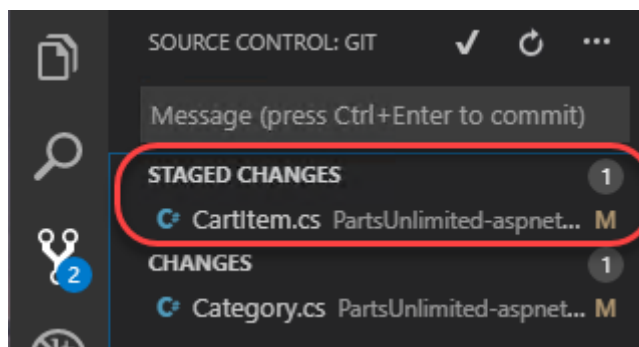 SOURCE CONTROL: GIT
Message (press Ctrl+Enter to commit)
STAGED CHANGES 1
C# CartItem.cs PartsUnlimited-aspnet... M
2
CHANGES 1
C# Category.cs PartsUnlimited-aspnet... M